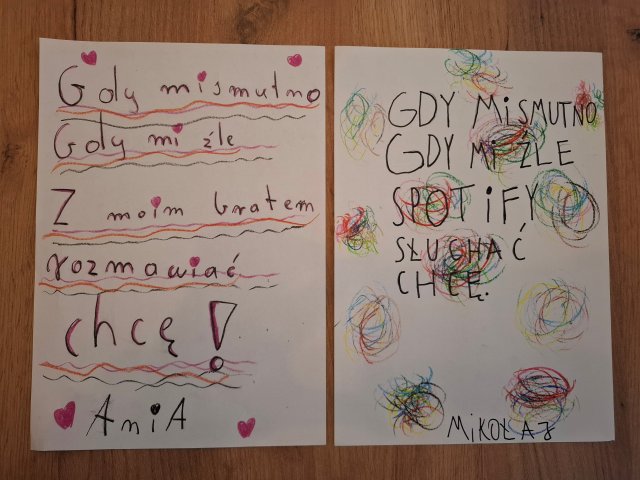 Gdy mi smutno
Gdy mi źle
Z moim bratem
rozmawiać
chcę!
AniA
GDY Mi SMUTNO
GDY Mi ŹLE
SPOTiFY
SŁUCHAĆ
CHCĘ.
MiKOŁAJ